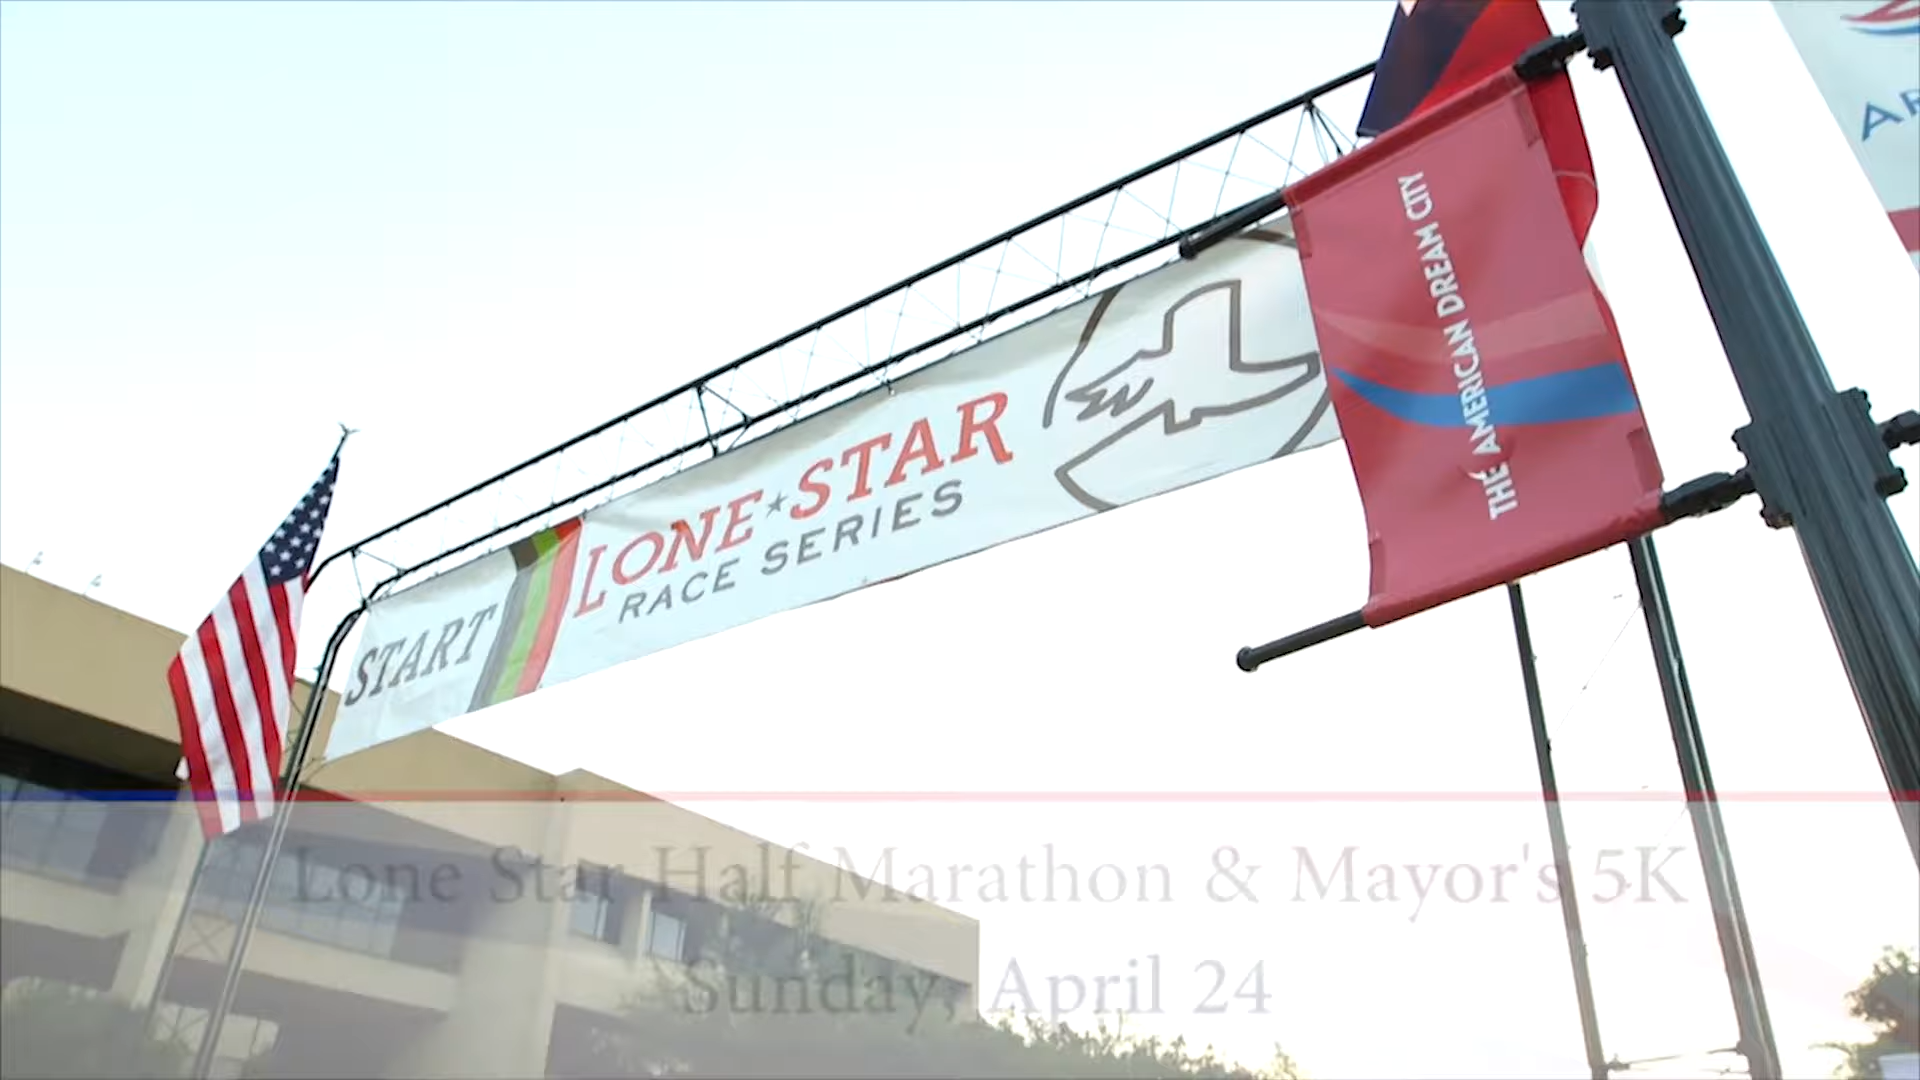 START
LONE★STAR
RACE SERIES
THE AMERICAN DREAM CITY
Lone Star Half Marathon & Mayor's 5K
Sunday, April 24